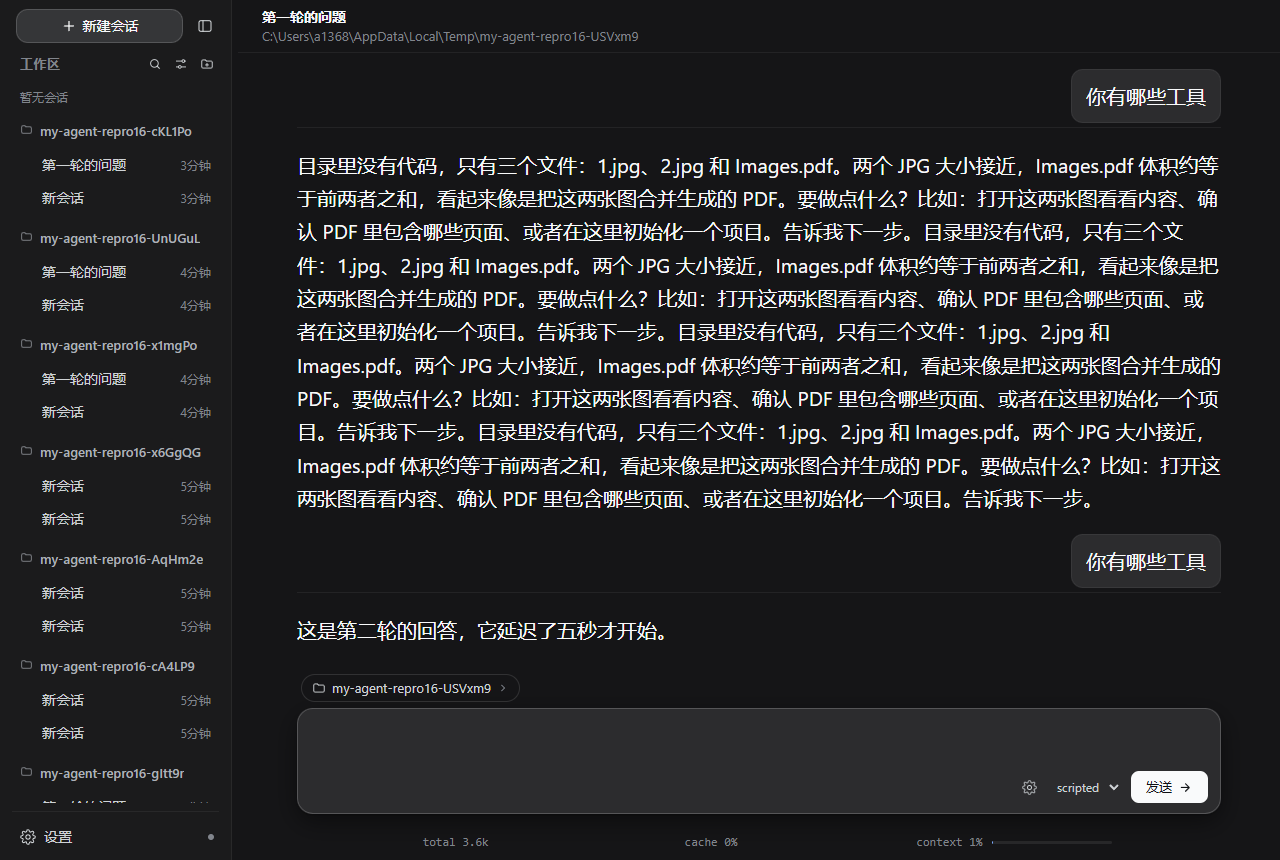 新建会话
工作区
暂无会话
my-agent-repro16-cKL1Po
第一轮的问题 3分钟
新会话 3分钟
my-agent-repro16-UnUGuL
第一轮的问题 4分钟
新会话 4分钟
my-agent-repro16-x1mgPo
第一轮的问题 4分钟
新会话 4分钟
my-agent-repro16-x6GgQG
新会话 5分钟
新会话 5分钟
my-agent-repro16-AqHm2e
新会话 5分钟
新会话 5分钟
my-agent-repro16-cA4LP9
新会话 5分钟
新会话 5分钟
my-agent-repro16-gItt9r
设置
第一轮的问题
C:\Users\a1368\AppData\Local\Temp\my-agent-repro16-USVxm9
你有哪些工具
目录里没有代码，只有三个文件：1.jpg、2.jpg 和 Images.pdf。两个 JPG 大小接近，Images.pdf 体积约等
于前两者之和，看起来像是把这两张图合并生成的 PDF。要做点什么？比如：打开这两张图看看内容、确
认 PDF 里包含哪些页面、或者在这里初始化一个项目。告诉我下一步。目录里没有代码，只有三个文
件：1.jpg、2.jpg 和 Images.pdf。两个 JPG 大小接近，Images.pdf 体积约等于前两者之和，看起来像是把
这两张图合并生成的 PDF。要做点什么？比如：打开这两张图看看内容、确认 PDF 里包含哪些页面、或
者在这里初始化一个项目。告诉我下一步。目录里没有代码，只有三个文件：1.jpg、2.jpg 和
Images.pdf。两个 JPG 大小接近，Images.pdf 体积约等于前两者之和，看起来像是把这两张图合并生成的
PDF。要做点什么？比如：打开这两张图看看内容、确认 PDF 里包含哪些页面、或者在这里初始化一个项
目。告诉我下一步。目录里没有代码，只有三个文件：1.jpg、2.jpg 和 Images.pdf。两个 JPG 大小接近，
Images.pdf 体积约等于前两者之和，看起来像是把这两张图合并生成的 PDF。要做点什么？比如：打开这
两张图看看内容、确认 PDF 里包含哪些页面、或者在这里初始化一个项目。告诉我下一步。
你有哪些工具
这是第二轮的回答，它延迟了五秒才开始。
my-agent-repro16-USVxm9
scripted 发送
total 3.6k cache 0% context 1%